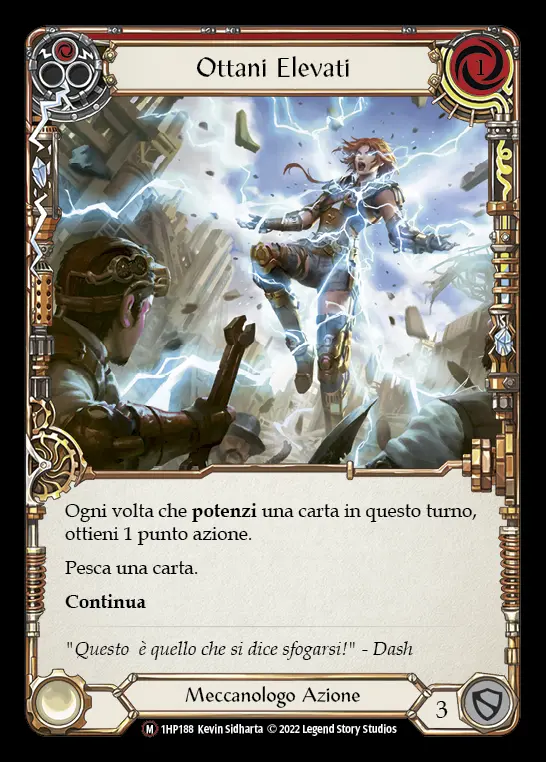 Ottani Elevati
1
Ogni volta che potenzi una carta in questo turno,
ottieni 1 punto azione.
Pesca una carta.
Continua
"Questo è quello che si dice sfogarsi!" - Dash
Meccanologo Azione
3
M 1HP188 Kevin Sidharta © 2022 Legend Story Studios